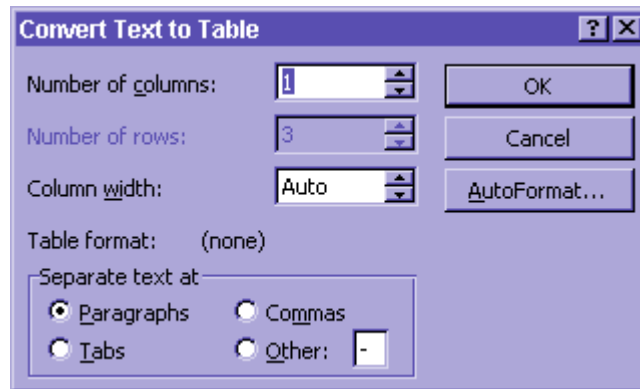 Convert Text to Table
Number of columns: 1 OK
Number of rows: 3 Cancel
Column width: Auto AutoFormat...
Table format: (none)
Separate text at
Paragraphs Commas
Tabs Other: -